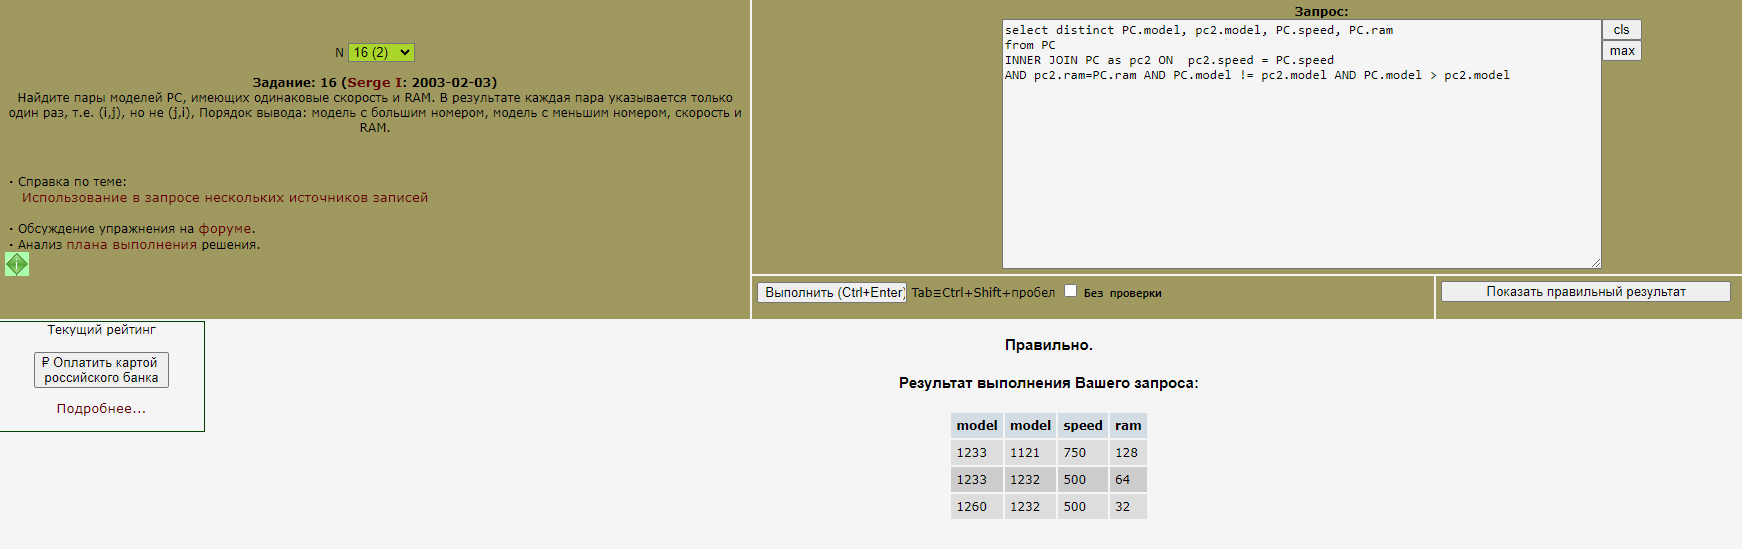 N 16 (2)
Задание: 16 (Serge I: 2003-02-03)
Найдите пары моделей PC, имеющих одинаковые скорость и RAM. В результате каждая пара указывается только
один раз, т.е. (i,j), но не (j,i), Порядок вывода: модель с большим номером, модель с меньшим номером, скорость и
RAM.
· Справка по теме:
Использование в запросе нескольких источников записей
· Обсуждение упражнения на форуме.
· Анализ плана выполнения решения.
i
Запрос:
select distinct PC.model, pc2.model, PC.speed, PC.ram
from PC
INNER JOIN PC as pc2 ON  pc2.speed = PC.speed
AND pc2.ram=PC.ram AND PC.model != pc2.model AND PC.model > pc2.model
cls
max
Выполнить (Ctrl+Enter) Tab≡Ctrl+Shift+пробел Без проверки
Показать правильный результат
Текущий рейтинг
₽ Оплатить картой
российского банка
Подробнее...
Правильно.
Результат выполнения Вашего запроса:
model model speed ram
1233 1121 750 128
1233 1232 500 64
1260 1232 500 32